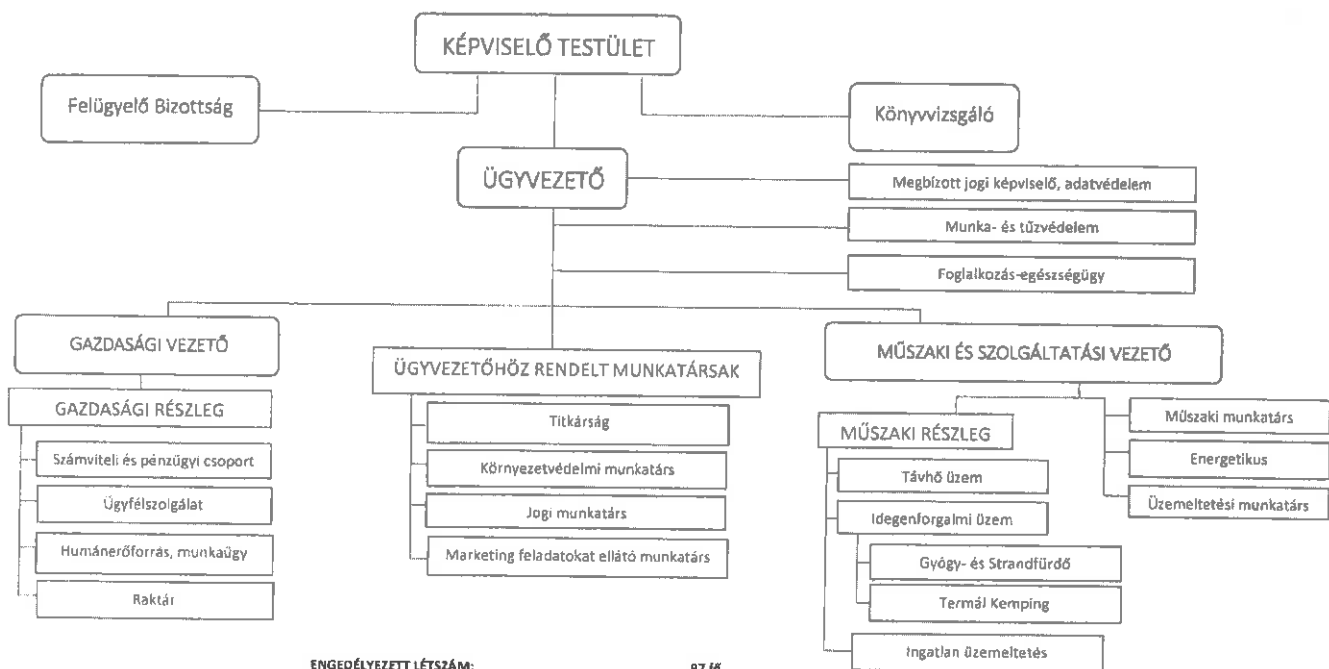 KÉPVISELŐ TESTÜLET
Felügyelő Bizottság
Könyvvizsgáló
ÜGYVEZETŐ
Megbízott jogi képviselő, adatvédelem
Munka- és tűzvédelem
Foglalkozás-egészségügy
GAZDASÁGI VEZETŐ
GAZDASÁGI RÉSZLEG
Számviteli és pénzügyi csoport
Ügyfélszolgálat
Humánerőforrás, munkaügy
Raktár
ÜGYVEZETŐHÖZ RENDELT MUNKATÁRSAK
Titkárság
Környezetvédelmi munkatárs
Jogi munkatárs
Marketing feladatokat ellátó munkatárs
MŰSZAKI ÉS SZOLGÁLTATÁSI VEZETŐ
MŰSZAKI RÉSZLEG
Távhő üzem
Idegenforgalmi üzem
Gyógy- és Strandfürdő
Termál Kemping
Ingatlan üzemeltetés
Műszaki munkatárs
Energetikus
Üzemeltetési munkatárs
ENGEDÉLYEZETT LÉTSZÁM: 97 fő